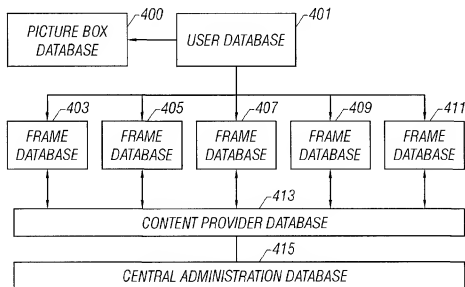 400
401
PICTURE BOX
DATABASE
USER DATABASE
403
405
407
409
411
FRAME
DATABASE
FRAME
DATABASE
FRAME
DATABASE
FRAME
DATABASE
FRAME
DATABASE
413
CONTENT PROVIDER DATABASE
415
CENTRAL ADMINISTRATION DATABASE